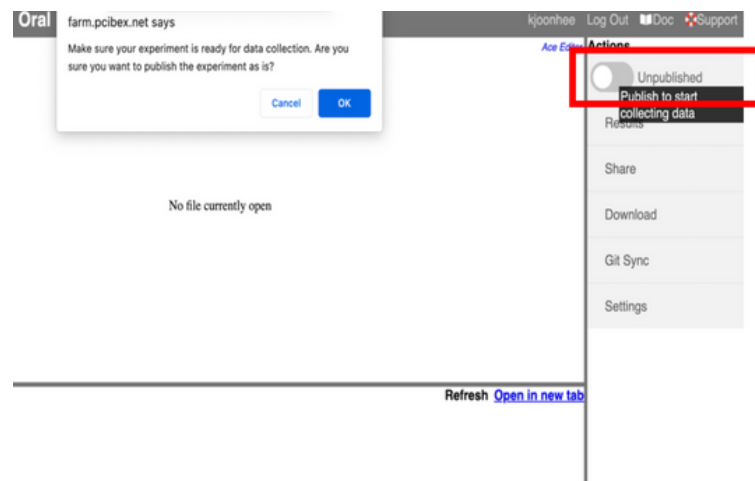 Oral
farm.pcibex.net says
Make sure your experiment is ready for data collection. Are you
sure you want to publish the experiment as is?
Cancel
OK
kjoonhee Log Out Doc Support
Ace Editor
Actions
Unpublished
Publish to start
collecting data
Results
Share
Download
Git Sync
Settings
No file currently open
Refresh Open in new tab